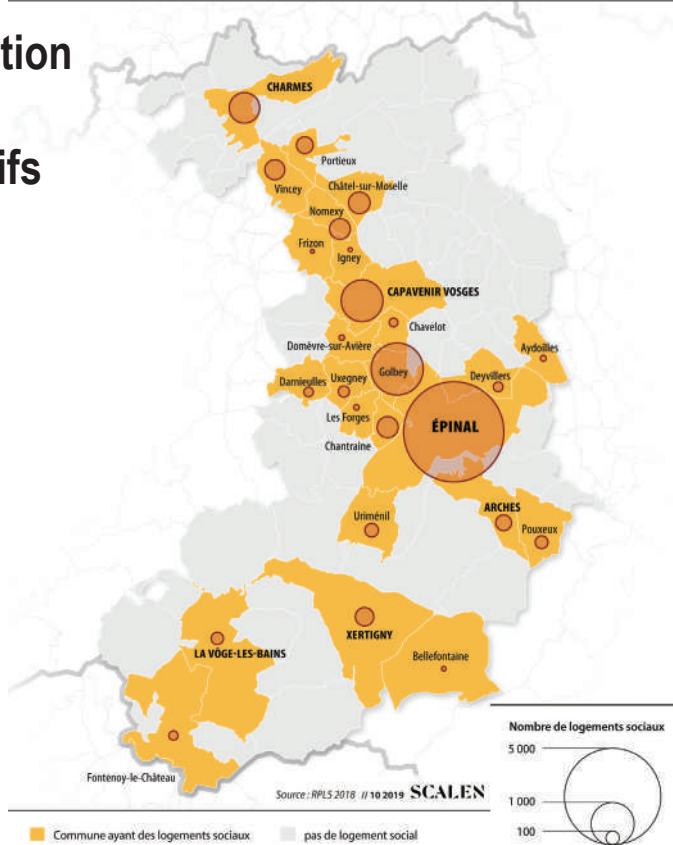 tion
ifs
CHARMES
Portieux
Vincey
Châtel-sur-Moselle
Nomexy
Frizon
Igney
CAPAVENIR VOSGES
Chavelot
Domèvre-sur-Avière
Aydoilles
Golbey
Deyvillers
Darnieulles
Uxegney
Les Forges
ÉPINAL
Chantraine
Uriménil
ARCHES
Pouxeux
XERTIGNY
LA VÔGE-LES-BAINS
Bellefontaine
Fontenoy-le-Château
Nombre de logements sociaux
5 000
1 000
100
Source : RPLS 2018 // 10 2019 SCALEN
Commune ayant des logements sociaux
pas de logement social